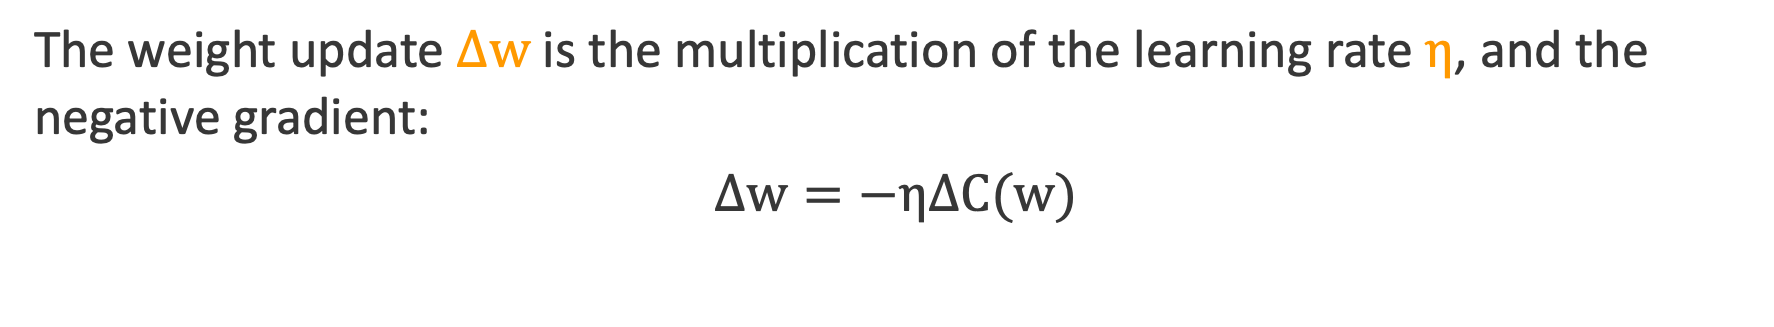 The weight update Δw is the multiplication of the learning rate η, and the
negative gradient:
Δw = −ηΔC(w)